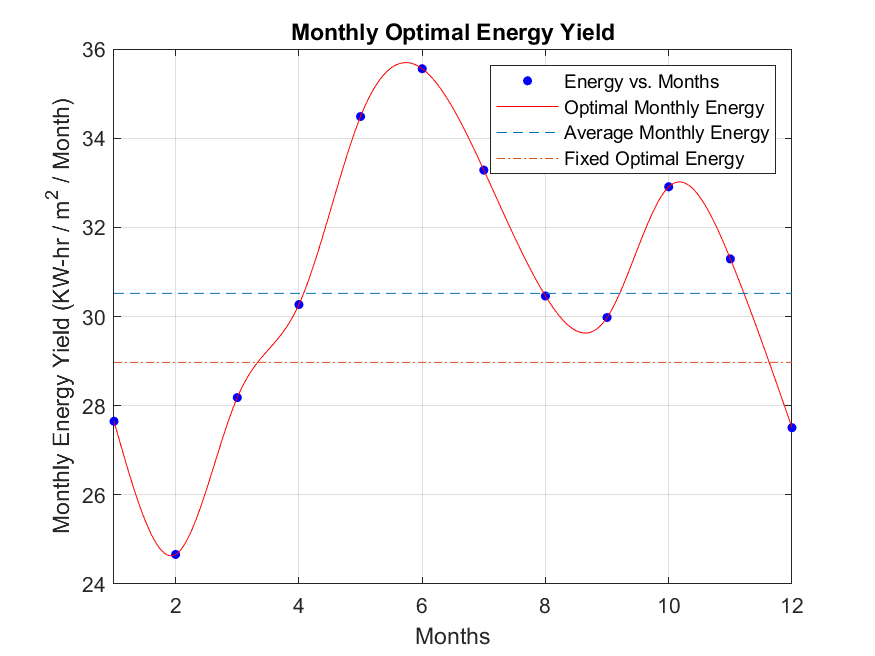 Monthly Optimal Energy Yield
Monthly Energy Yield (KW-hr / m² / Month)
36
34
32
30
28
26
24
Energy vs. Months
Optimal Monthly Energy
Average Monthly Energy
Fixed Optimal Energy
2 4 6 8 10 12
Months